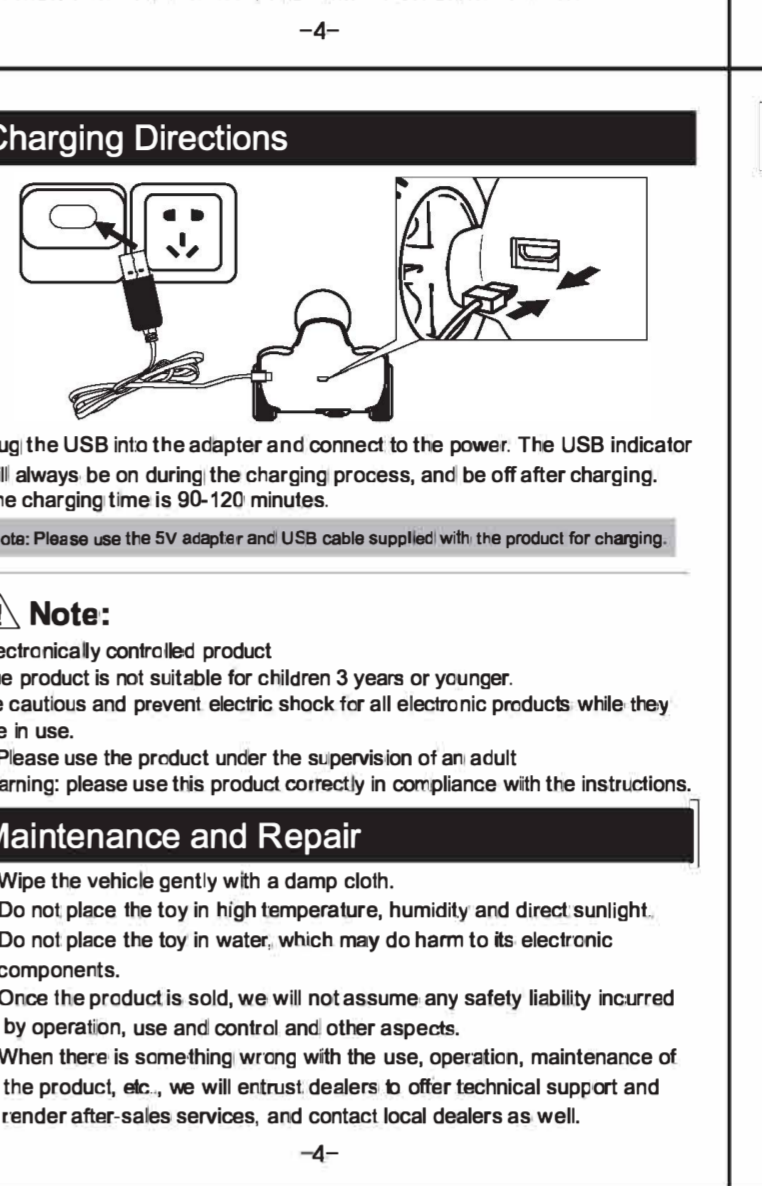 -4-
Charging Directions
ug the USB into the adapter and connect to the power. The USB indicator
ll always be on during the charging process, and be off after charging.
e charging time is 90-120 minutes.
ote: Please use the 5V adapter and USB cable supplied with the product for charging.
Note:
ectronically controlled product
e product is not suitable for children 3 years or younger.
e cautious and prevent electric shock for all electronic products while they
e in use.
Please use the product under the supervision of an adult
arning: please use this product correctly in compliance with the instructions.
Maintenance and Repair
Wipe the vehicle gently with a damp cloth.
Do not place the toy in high temperature, humidity and direct sunlight.
Do not place the toy in water, which may do harm to its electronic
components.
Once the product is sold, we will not assume any safety liability incurred
by operation, use and control and other aspects.
When there is something wrong with the use, operation, maintenance of
the product, etc., we will entrust dealers to offer technical support and
render after-sales services, and contact local dealers as well.
-4-